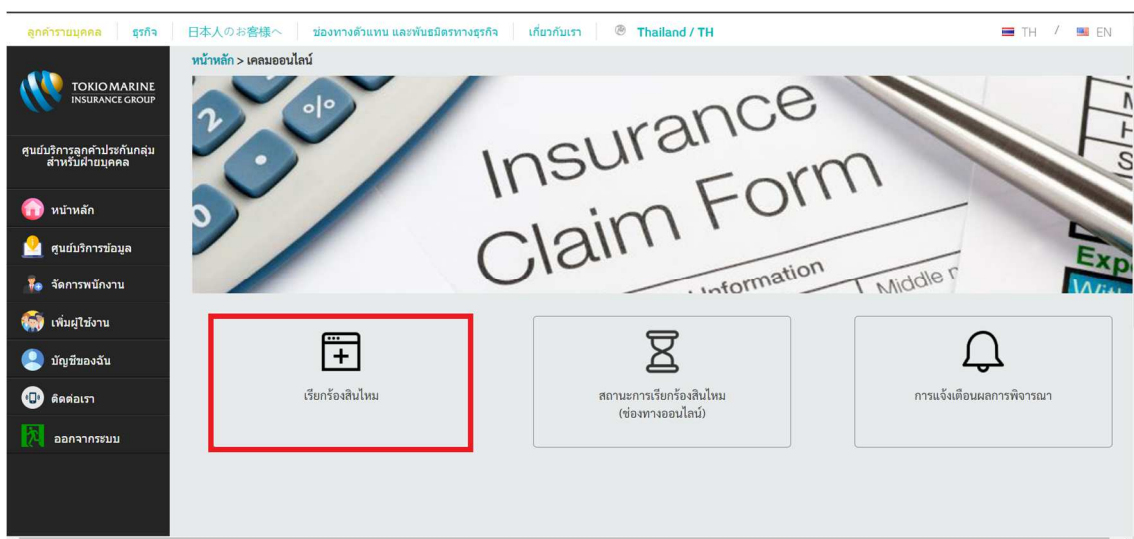 ลูกค้ารายบุคคล ธุรกิจ 日本人のお客様へ ช่องทางตัวแทน และพันธมิตรทางธุรกิจ เกี่ยวกับเรา Thailand / TH TH / EN
หน้าหลัก > เคลมออนไลน์
TOKIO MARINE
INSURANCE GROUP
ศูนย์บริการลูกค้าประกันกลุ่ม
สำหรับฝ่ายบุคคล
หน้าหลัก
ศูนย์บริการข้อมูล
จัดการพนักงาน
เพิ่มผู้ใช้งาน
บัญชีของฉัน
ติดต่อเรา
ออกจากระบบ
2 %
0
Insurance
Claim Form
Information
Middle n
Exp
With
เรียกร้องสินไหม
สถานะการเรียกร้องสินไหม
(ช่องทางออนไลน์)
การแจ้งเตือนผลการพิจารณา